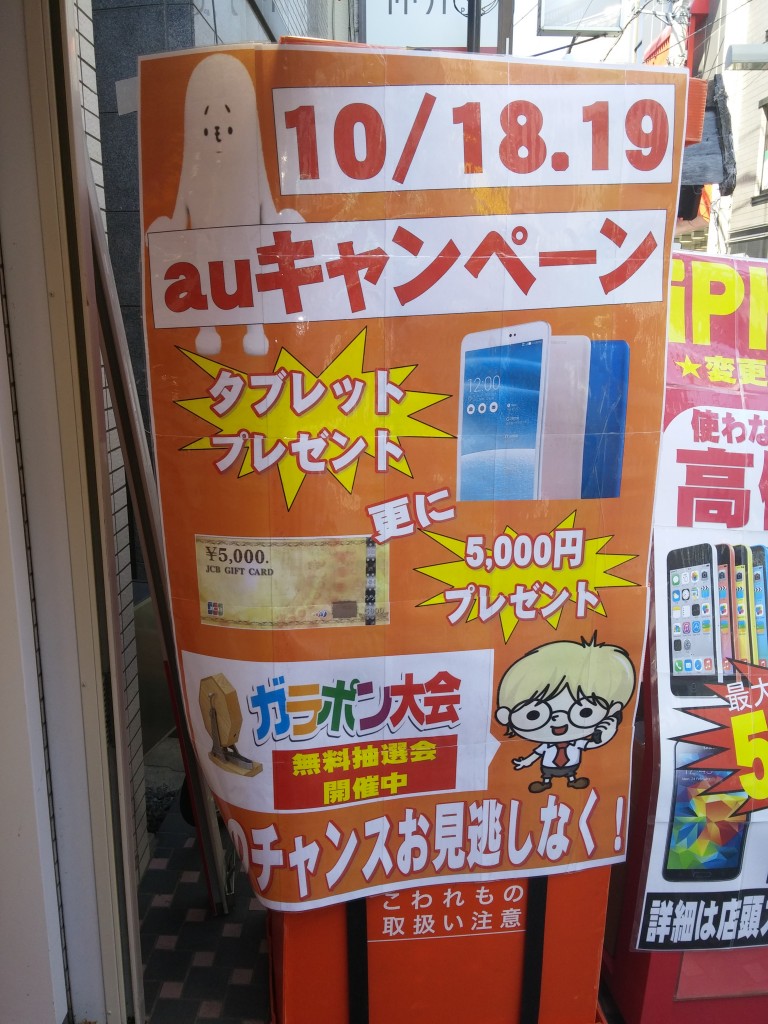 10/18.19
auキャンペーン
タブレット
プレゼント
12:00
更に
¥5,000.
JCB GIFT CARD
JCB
5,000円
プレゼント
ガラポン大会
無料抽選会
開催中
のチャンスお見逃しなく!
こわれもの
取扱い注意
iP
★変更
使わな
高
最大
5
詳細は店頭